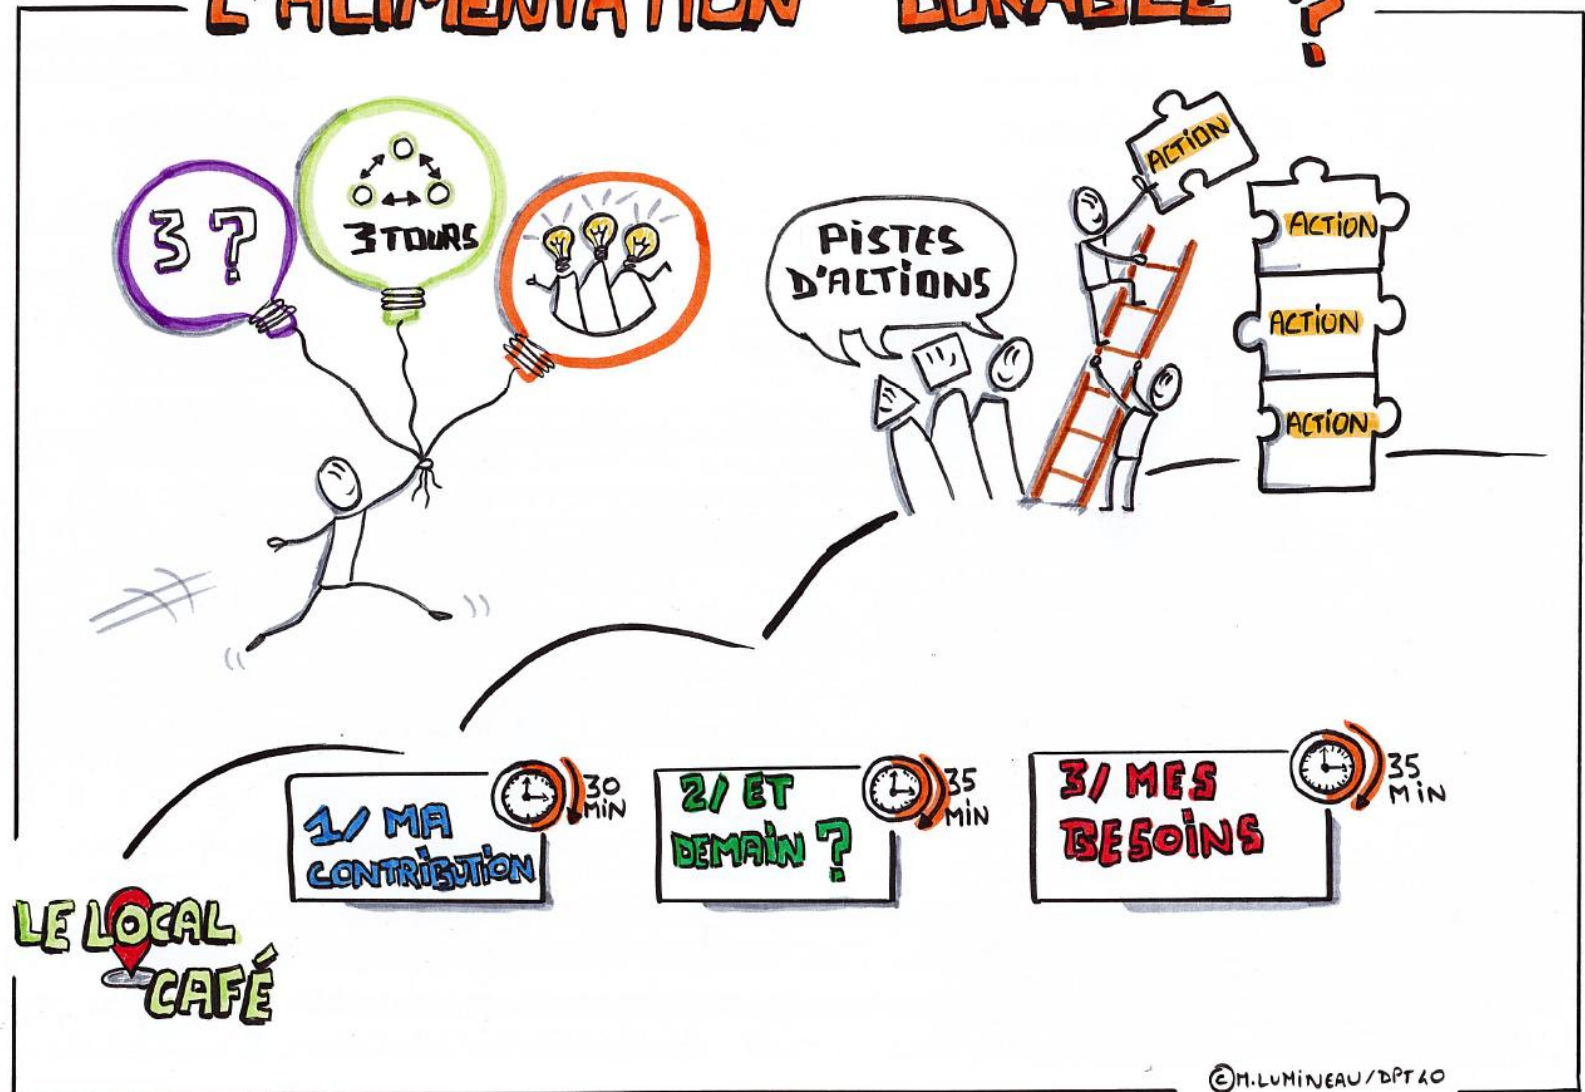 L'ALIMENTATION DURABLE ?
3 ?
3 TOURS
PISTES
D'ACTIONS
ACTION
ACTION
ACTION
ACTION
1/ MA
CONTRIBUTION
30
MIN
2/ ET
DEMAIN ?
35
MIN
3/ MES
BESOINS
35
MIN
LE LOCAL
CAFÉ
©M.LUMINEAU/DPT40